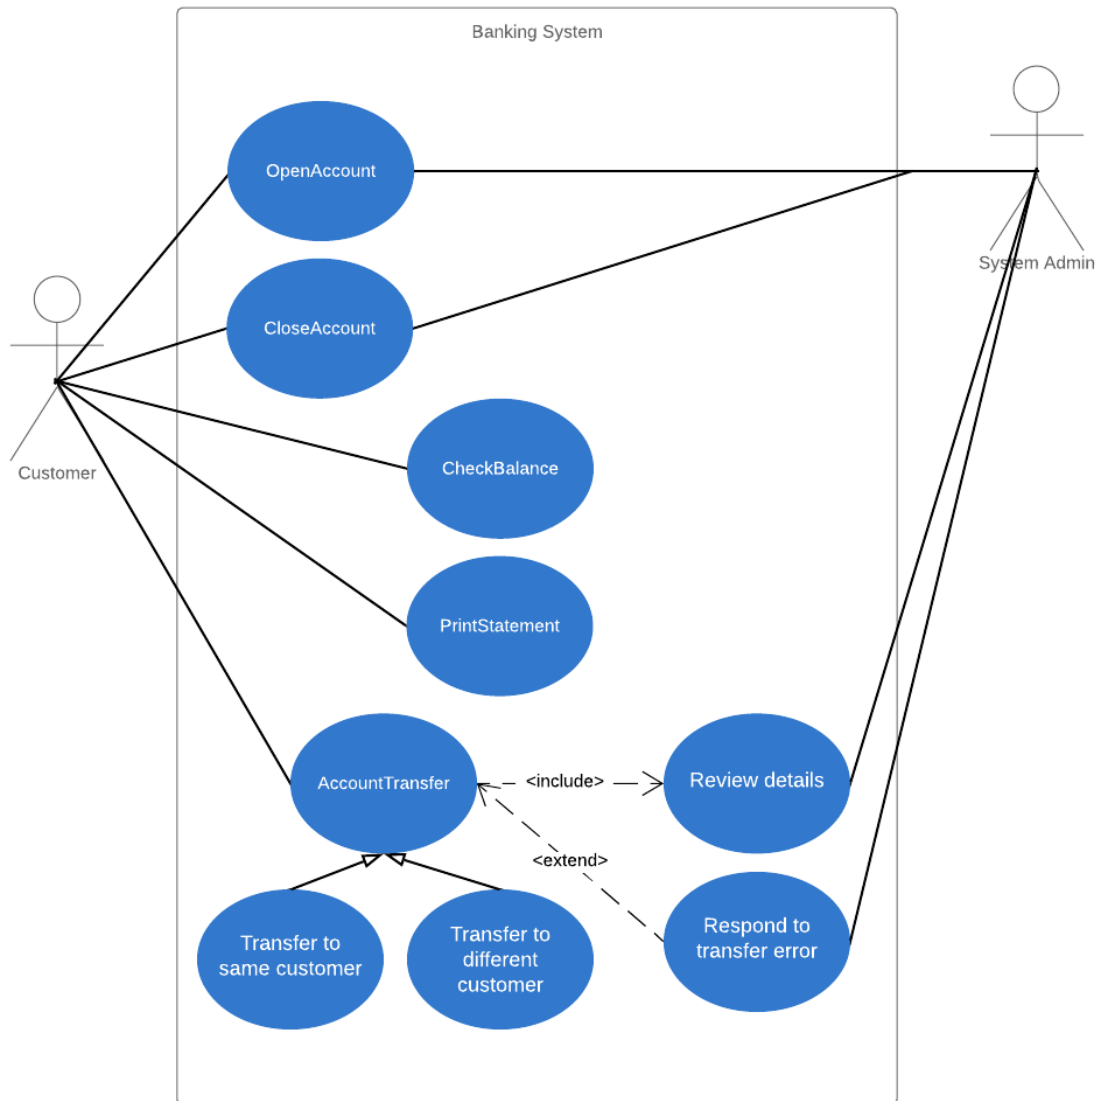 Banking System
OpenAccount
System Admin
CloseAccount
Customer
CheckBalance
PrintStatement
AccountTransfer
<include>
Review details
<extend>
Transfer to
same customer
Transfer to
different
customer
Respond to
transfer error